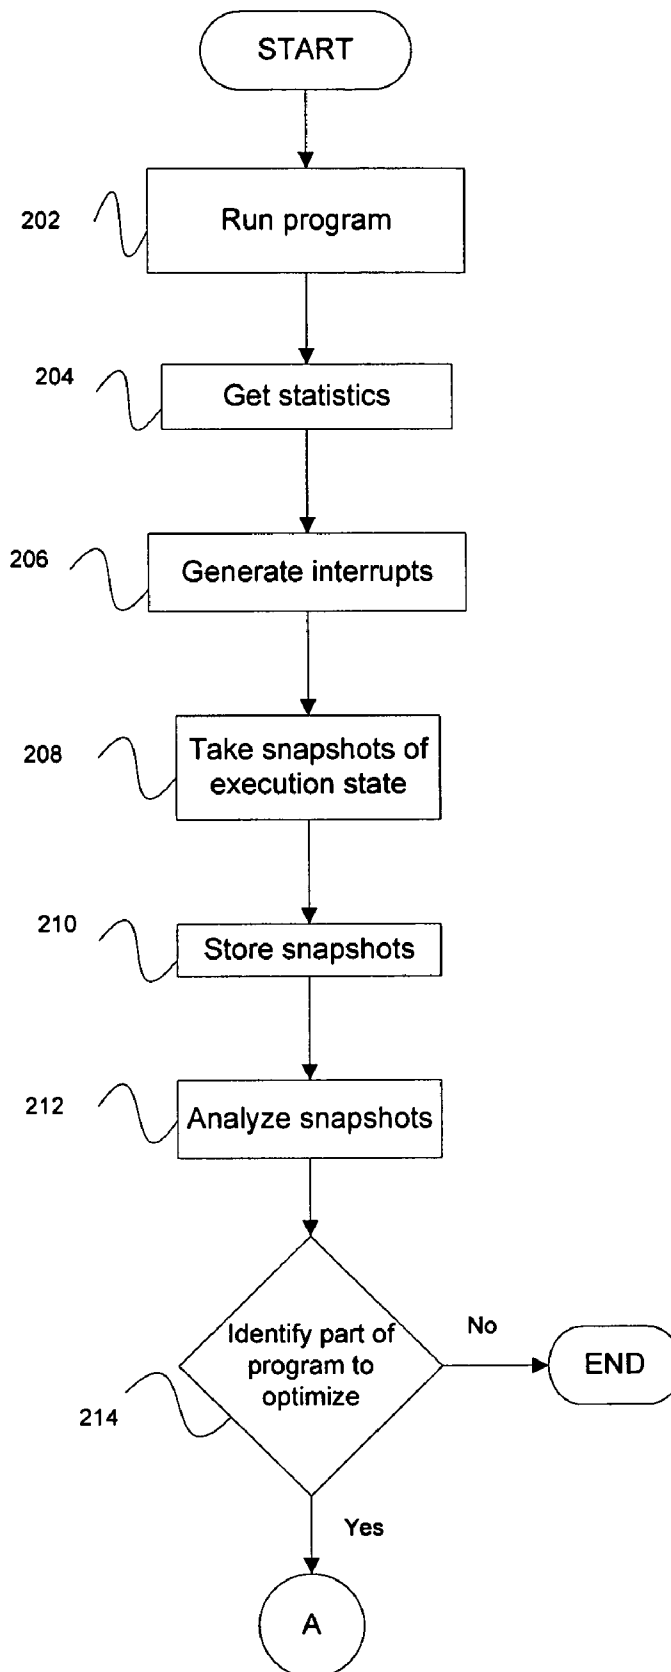 START
202
Run program
204
Get statistics
206
Generate interrupts
208
Take snapshots of
execution state
210
Store snapshots
212
Analyze snapshots
Identify part of
program to
optimize
No
END
214
Yes
A